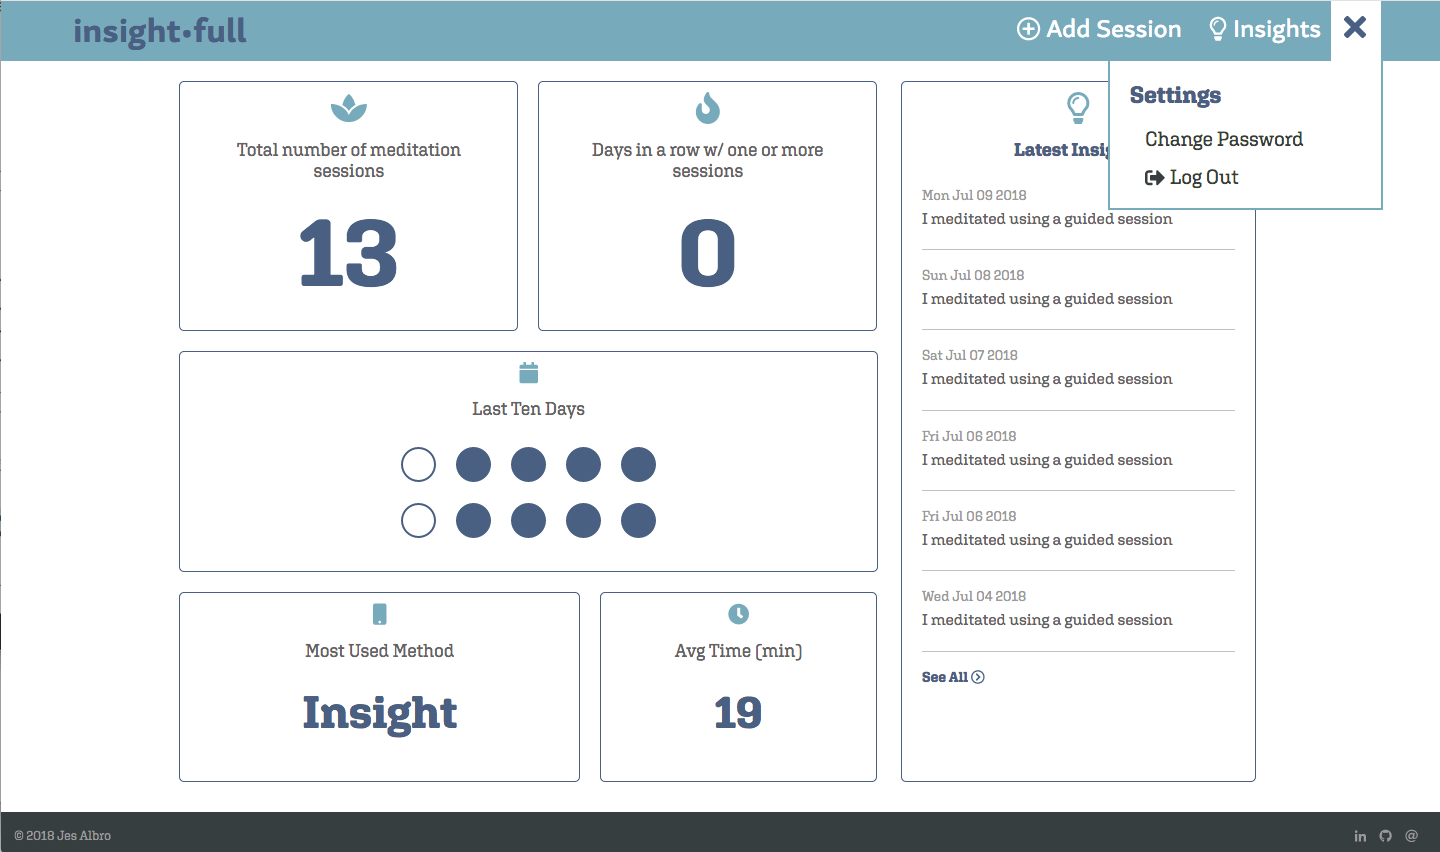 insight•full
Add Session
Insights
Settings
Change Password
Log Out
Total number of meditation
sessions
13
Days in a row w/ one or more
sessions
0
Last Ten Days
Most Used Method
Insight
Avg Time (min)
19
Latest Insig
Mon Jul 09 2018
I meditated using a guided session
Sun Jul 08 2018
I meditated using a guided session
Sat Jul 07 2018
I meditated using a guided session
Fri Jul 06 2018
I meditated using a guided session
Fri Jul 06 2018
I meditated using a guided session
Wed Jul 04 2018
I meditated using a guided session
See All
© 2018 Jes Albro
in
@